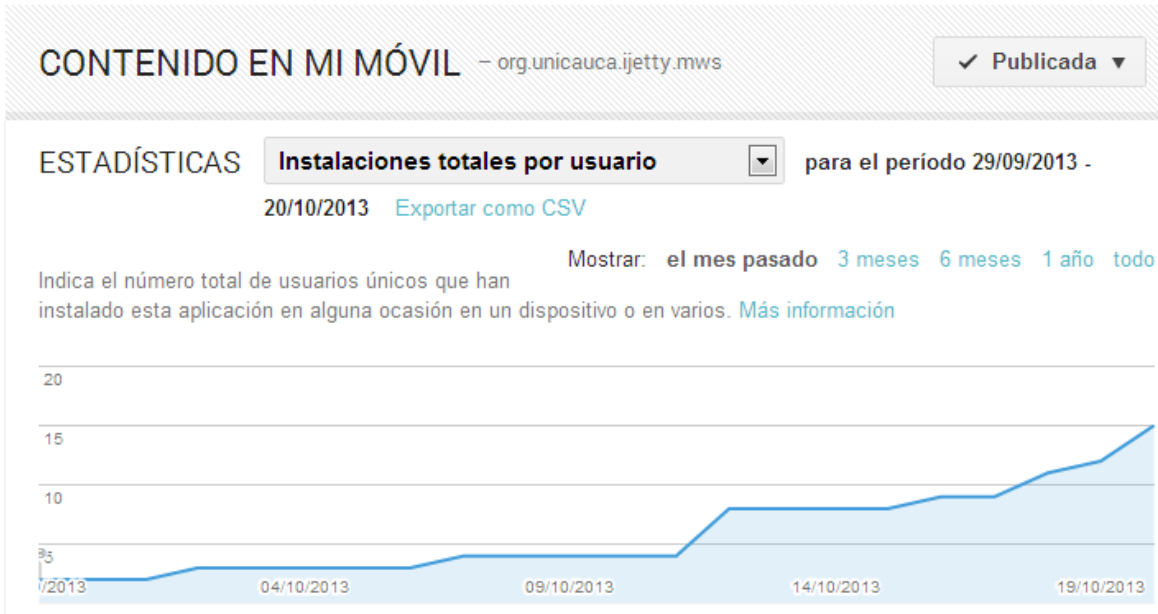 CONTENIDO EN MI MÓVIL – org.unicauca.ijetty.mws
Publicada
ESTADÍSTICAS Instalaciones totales por usuario para el período 29/09/2013 -
20/10/2013 Exportar como CSV
Mostrar: el mes pasado 3 meses 6 meses 1 año todo
Indica el número total de usuarios únicos que han
instalado esta aplicación en alguna ocasión en un dispositivo o en varios. Más información
20
15
10
5
/2013 04/10/2013 09/10/2013 14/10/2013 19/10/2013